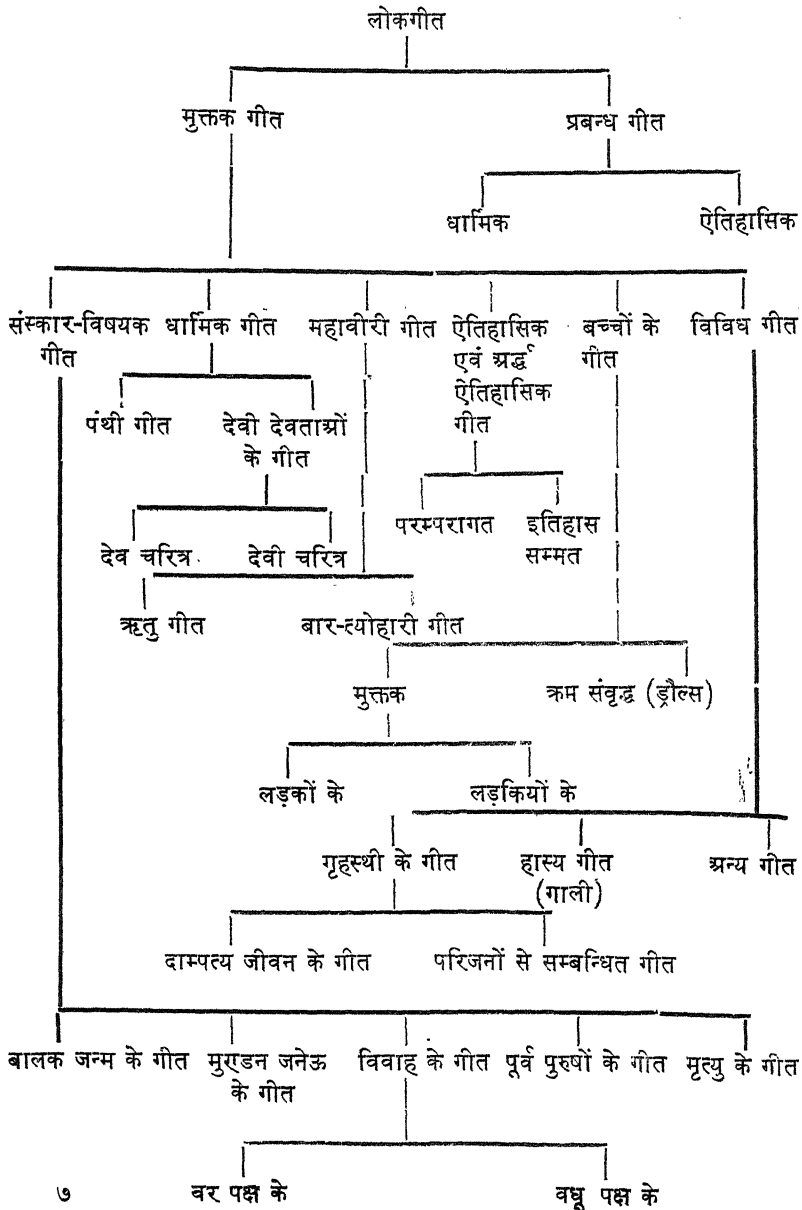 लोकगीत
मुक्तक गीत प्रबन्ध गीत
धार्मिक ऐतिहासिक
संस्कार-विषयक धार्मिक गीत महावीरी गीत ऐतिहासिक बच्चों के विविध गीत
गीत एवं अर्द्ध गीत
ऐतिहासिक
पंथी गीत देवी देवताओं गीत
के गीत
परम्परागत इतिहास
देव चरित्र देवी चरित्र सम्मत
ऋतु गीत बार-त्योहारी गीत
मुक्तक क्रम संवृद्ध (ड्रौल्स)
लड़कों के लड़कियों के
गृहस्थी के गीत हास्य गीत अन्य गीत
(गाली)
दाम्पत्य जीवन के गीत परिजनों से सम्बन्धित गीत
बालक जन्म के गीत मुण्डन जनेऊ विवाह के गीत पूर्व पुरुषों के गीत मृत्यु के गीत
के गीत
७ वर पक्ष के वधू पक्ष के